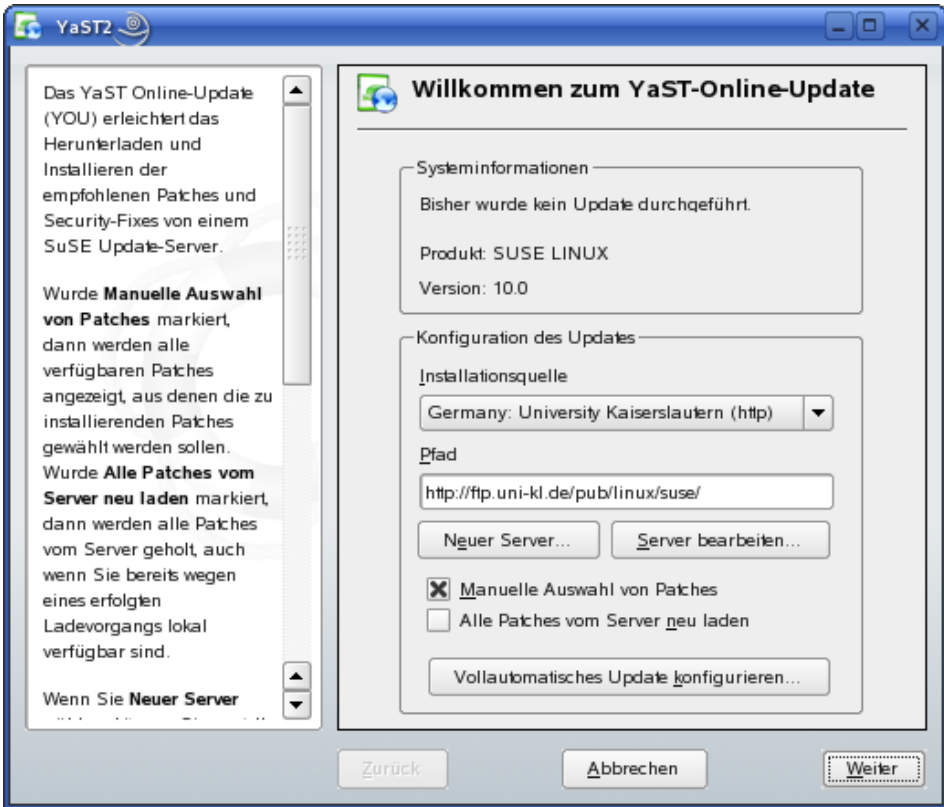 YaST2
Das YaST Online-Update
(YOU) erleichtert das
Herunterladen und
Installieren der
empfohlenen Patches und
Security-Fixes von einem
SuSE Update-Server.
Wurde Manuelle Auswahl
von Patches markiert,
dann werden alle
verfügbaren Patches
angezeigt, aus denen die zu
installierenden Patches
gewählt werden sollen.
Wurde Alle Patches vom
Server neu laden markiert,
dann werden alle Patches
vom Server geholt, auch
wenn Sie bereits wegen
eines erfolgten
Ladevorgangs lokal
verfügbar sind.
Wenn Sie Neuer Server
Willkommen zum YaST-Online-Update
Systeminformationen
Bisher wurde kein Update durchgeführt.
Produkt: SUSE LINUX
Version: 10.0
Konfiguration des Updates
Installationsquelle
Germany: University Kaiserslautern (http)
Pfad
http://ftp.uni-kl.de/pub/linux/suse/
Neuer Server...
Server bearbeiten...
Manuelle Auswahl von Patches
Alle Patches vom Server neu laden
Vollautomatisches Update konfigurieren...
Zurück
Abbrechen
Weiter